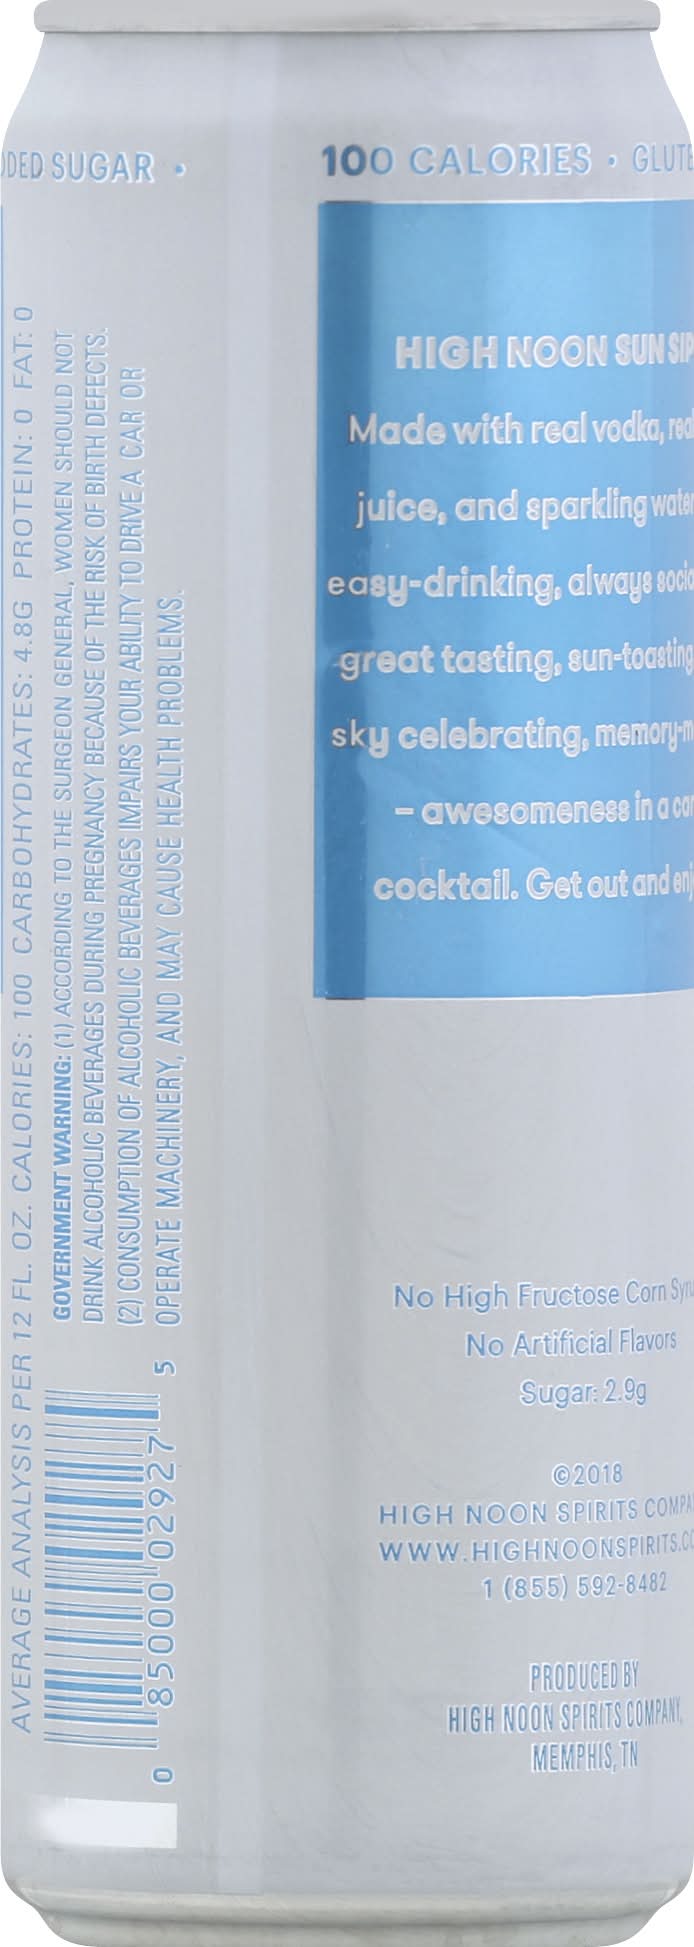 DDED SUGAR •
100 CALORIES • GLUTE
HIGH NOON SUN SIP
Made with real vodka, real
juice, and sparkling water
easy-drinking, always socia
great tasting, sun-toasting
sky celebrating, memory-m
– awesomeness in a can
cocktail. Get out and enj
No High Fructose Corn Syru
No Artificial Flavors
Sugar: 2.9g
©2018
HIGH NOON SPIRITS COMPA
WWW.HIGHNOONSPIRITS.CO
1 (855) 592-8482
PRODUCED BY
HIGH NOON SPIRITS COMPANY,
MEMPHIS, TN
AVERAGE ANALYSIS PER 12 FL. OZ. CALORIES: 100 CARBOHYDRATES: 4.8G PROTEIN: 0 FAT: 0
GOVERNMENT WARNING: (1) ACCORDING TO THE SURGEON GENERAL, WOMEN SHOULD NOT
DRINK ALCOHOLIC BEVERAGES DURING PREGNANCY BECAUSE OF THE RISK OF BIRTH DEFECTS.
(2) CONSUMPTION OF ALCOHOLIC BEVERAGES IMPAIRS YOUR ABILITY TO DRIVE A CAR OR
OPERATE MACHINERY, AND MAY CAUSE HEALTH PROBLEMS.
0 85000 02927 5